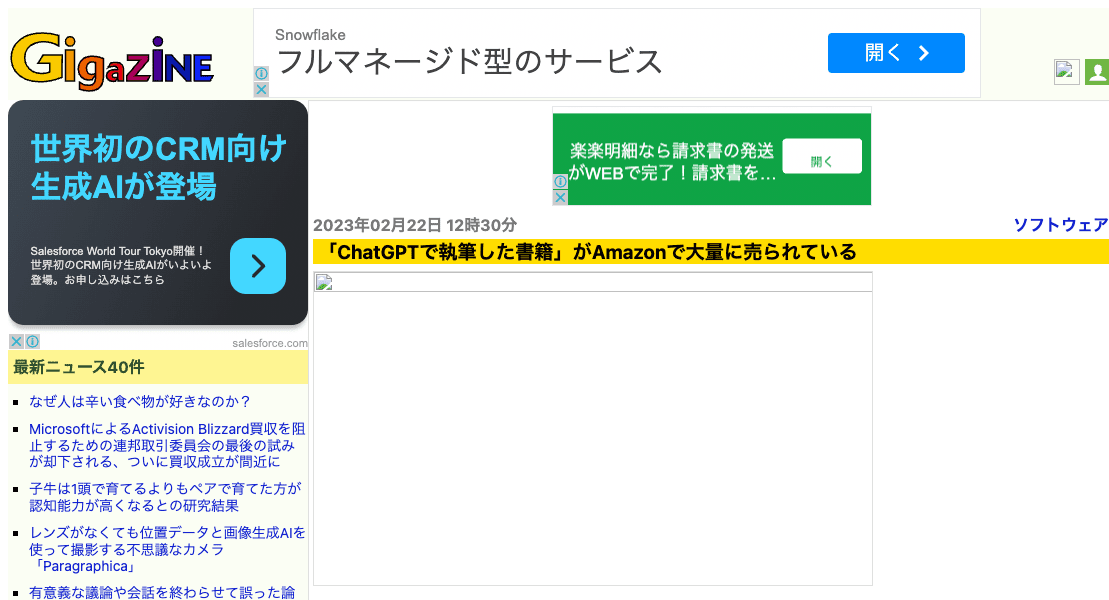 GigaZiNE
Snowflake
フルマネージド型のサービス
開く
世界初のCRM向け
生成AIが登場
Salesforce World Tour Tokyo開催！
世界初のCRM向け生成AIがいよいよ
登場。お申し込みはこちら
salesforce.com
最新ニュース40件
なぜ人は辛い食べ物が好きなのか？
MicrosoftによるActivision Blizzard買収を阻
止するための連邦取引委員会の最後の試み
が却下される、ついに買収成立が間近に
子牛は1頭で育てるよりもペアで育てた方が
認知能力が高くなるとの研究結果
レンズがなくても位置データと画像生成AIを
使って撮影する不思議なカメラ
「Paragraphica」
有意義な議論や会話を終わらせて誤った論
楽楽明細なら請求書の発送
がWEBで完了！請求書を...
開く
2023年02月22日 12時30分
ソフトウェア
「ChatGPTで執筆した書籍」がAmazonで大量に売られている